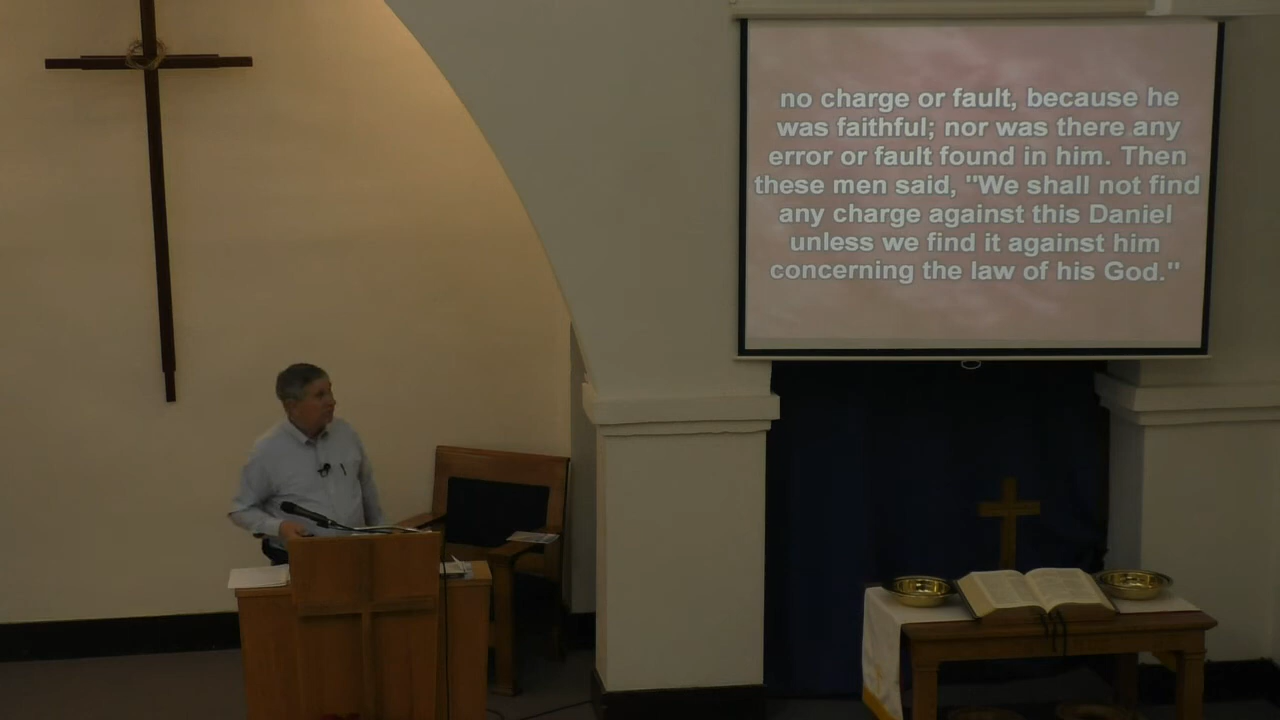 no charge or fault, because he
was faithful; nor was there any
error or fault found in him. Then
these men said, "We shall not find
any charge against this Daniel
unless we find it against him
concerning the law of his God."